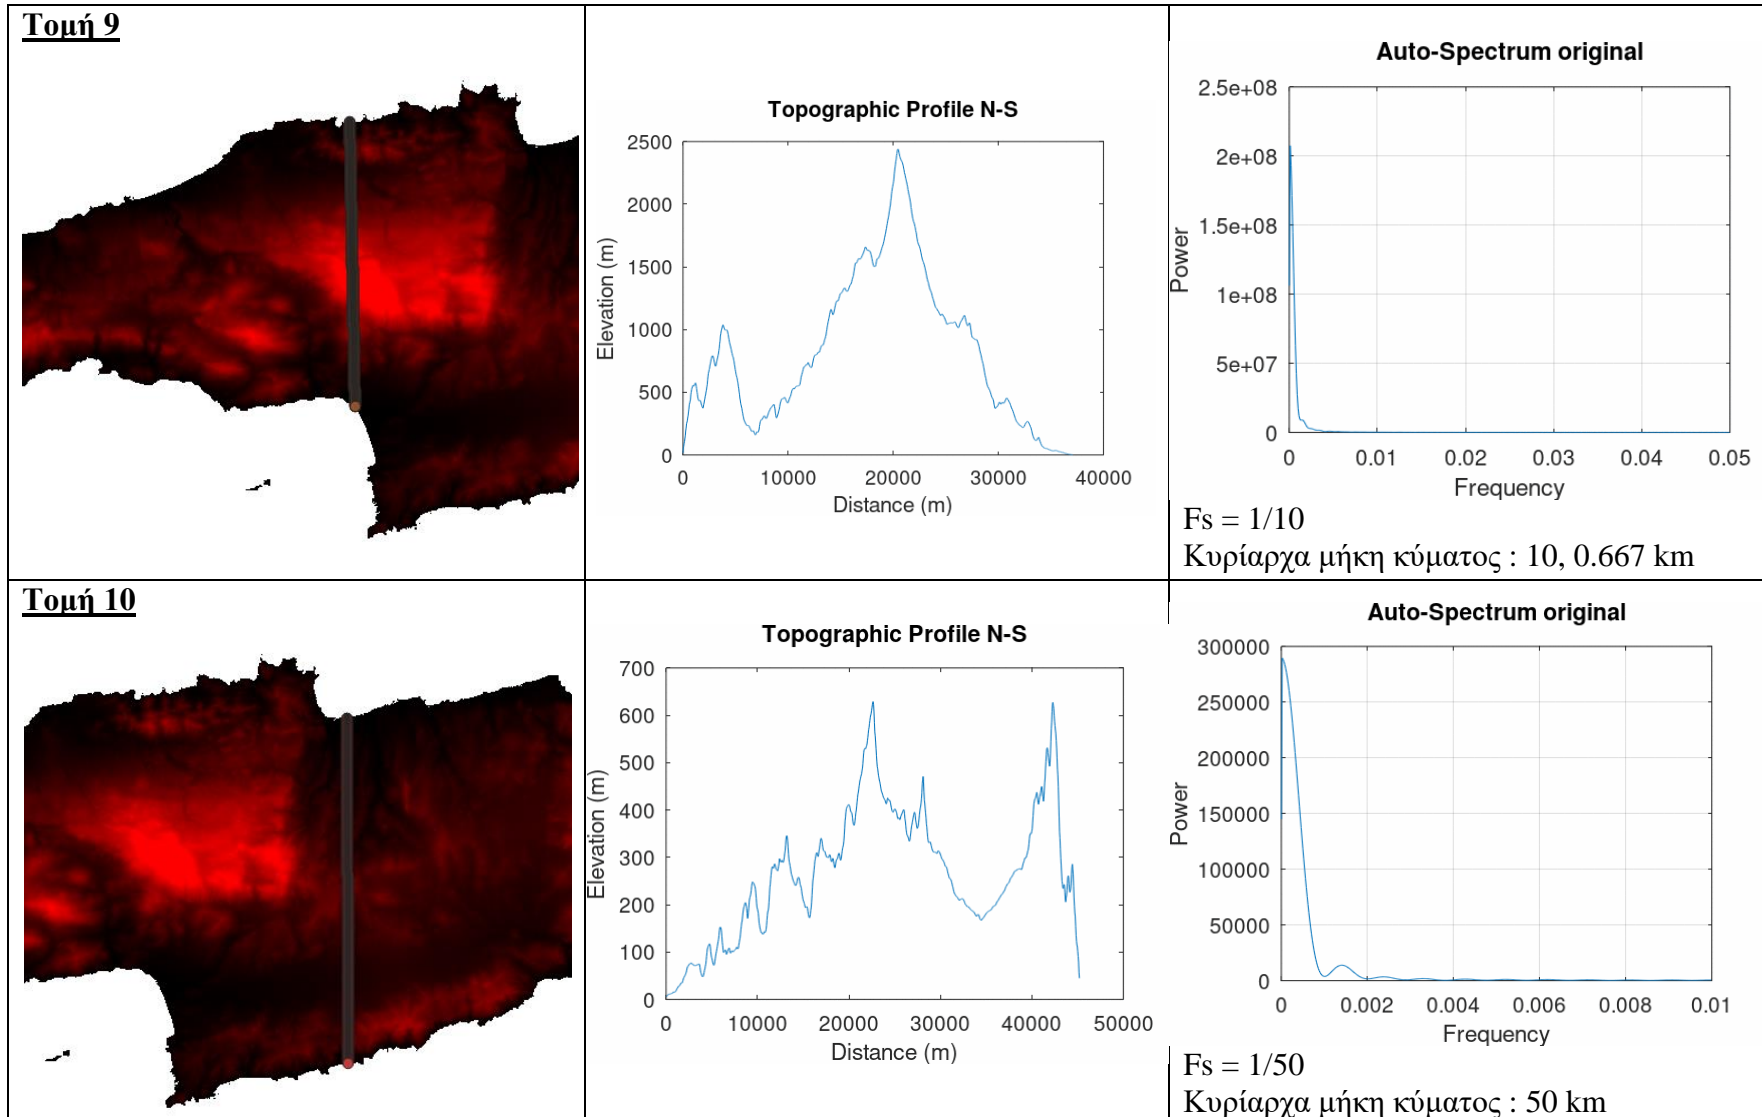 Τομή 9
Topographic Profile N-S
Elevation (m)
2500
2000
1500
1000
500
0
0 10000 20000 30000 40000
Distance (m)
Auto-Spectrum original
Power
2.5e+08
2e+08
1.5e+08
1e+08
5e+07
0
0 0.01 0.02 0.03 0.04 0.05
Frequency
Fs = 1/10
Κυρίαρχα μήκη κύματος : 10, 0.667 km
Τομή 10
Topographic Profile N-S
Elevation (m)
700
600
500
400
300
200
100
0
0 10000 20000 30000 40000 50000
Distance (m)
Auto-Spectrum original
Power
300000
250000
200000
150000
100000
50000
0
0 0.002 0.004 0.006 0.008 0.01
Frequency
Fs = 1/50
Κυρίαρχα μήκη κύματος : 50 km